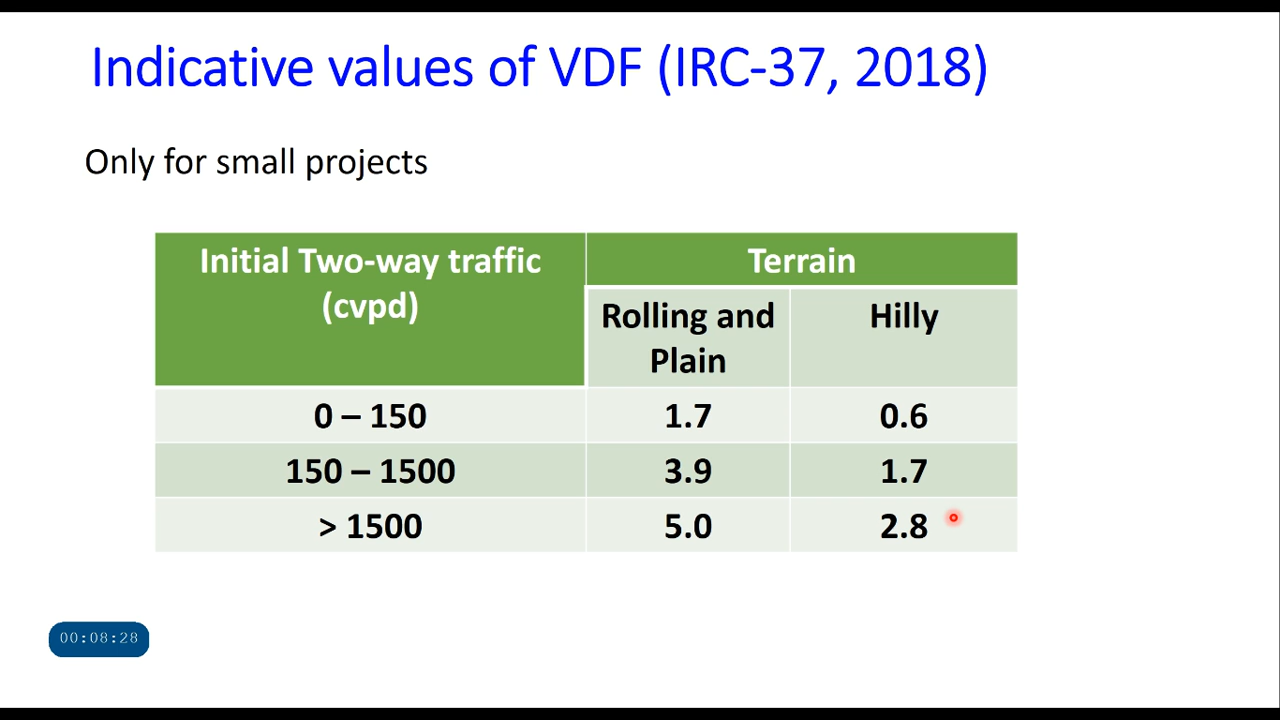 Indicative values of VDF (IRC-37, 2018)
Only for small projects
Initial Two-way traffic
(cvpd)
Terrain
Rolling and
Plain
Hilly
0 – 150
1.7
0.6
150 – 1500
3.9
1.7
> 1500
5.0
2.8
00:08:28